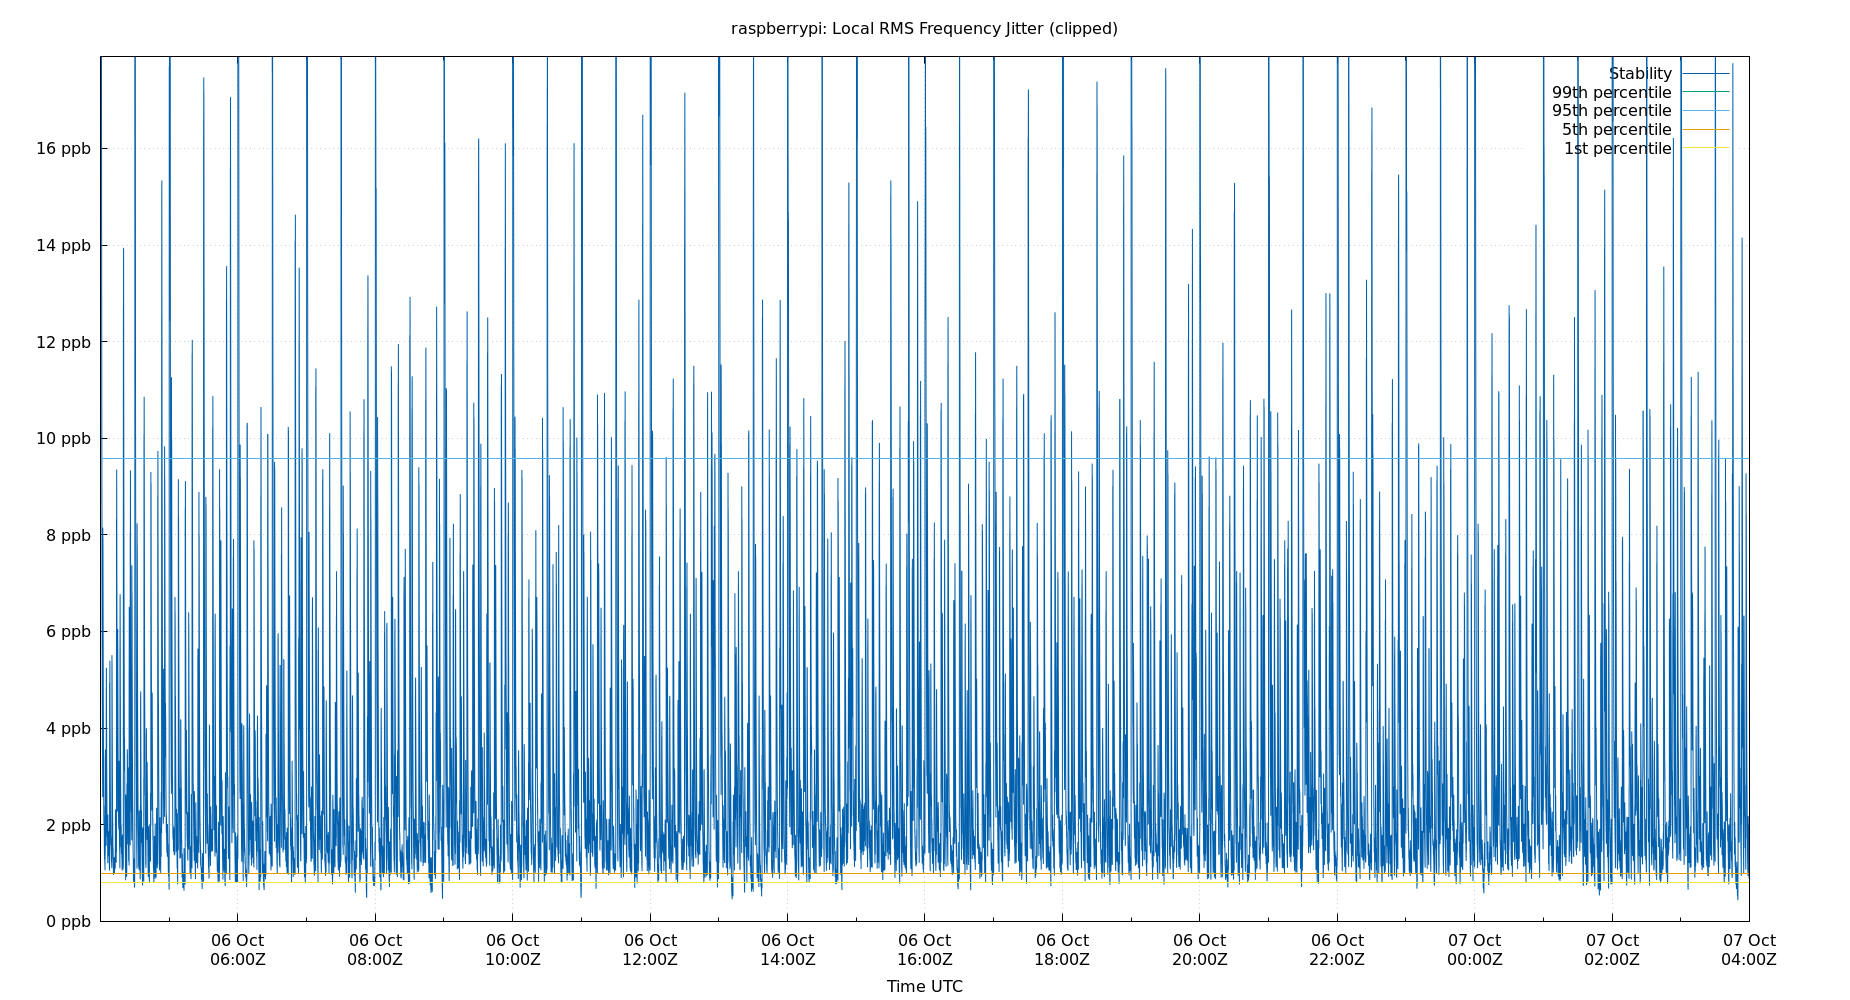 raspberrypi: Local RMS Frequency Jitter (clipped)
Stability
99th percentile
95th percentile
5th percentile
1st percentile
16 ppb
14 ppb
12 ppb
10 ppb
8 ppb
6 ppb
4 ppb
2 ppb
0 ppb
06 Oct 06 Oct 06 Oct 06 Oct 06 Oct 06 Oct 06 Oct 06 Oct 06 Oct 07 Oct 07 Oct 07 Oct
06:00Z 08:00Z 10:00Z 12:00Z 14:00Z 16:00Z 18:00Z 20:00Z 22:00Z 00:00Z 02:00Z 04:00Z
Time UTC